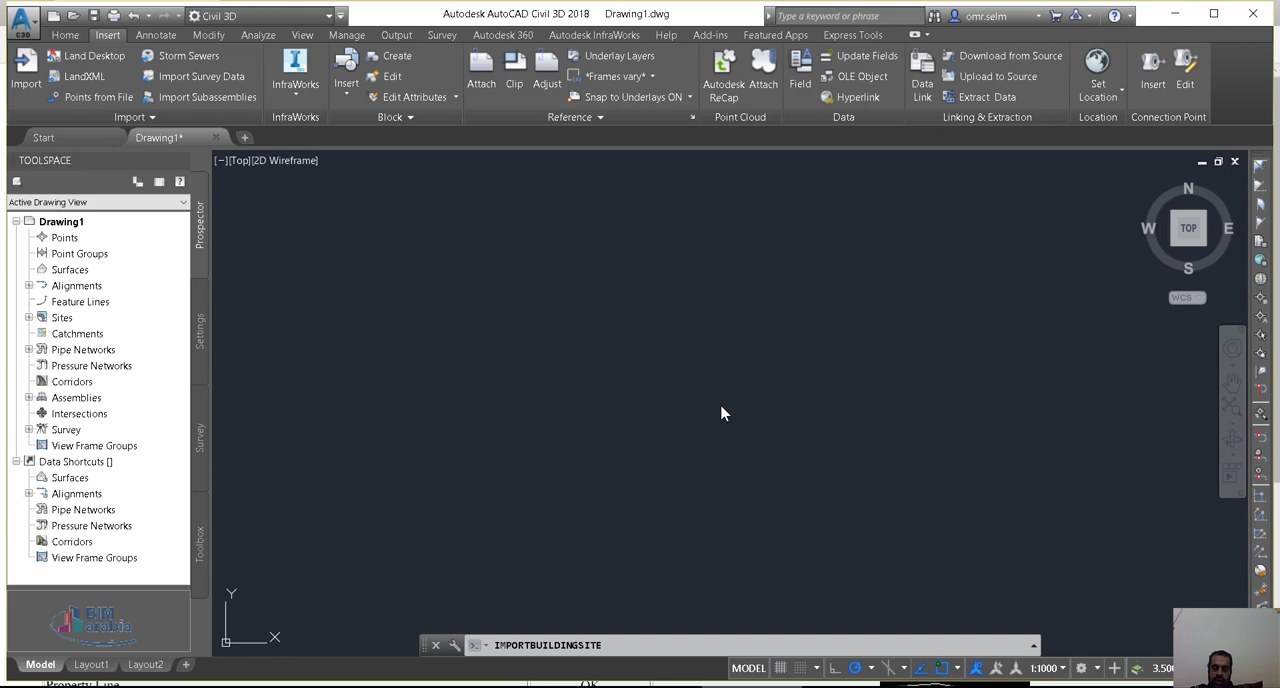 Civil 3D
Autodesk AutoCAD Civil 3D 2018 Drawing1.dwg
Type a keyword or phrase
omr.selm
C3D
Home Insert Annotate Modify Analyze View Manage Output Survey Autodesk 360 Autodesk InfraWorks Help Add-ins Featured Apps Express Tools
Land Desktop Storm Sewers Create Underlay Layers Update Fields Download from Source
Import LandXML Import Survey Data InfraWorks Insert Edit Attach Clip Adjust *Frames vary* Autodesk ReCap Attach Field OLE Object Data Link Upload to Source Set Location Insert Edit
Points from File Import Subassemblies Edit Attributes Snap to Underlays ON Hyperlink Extract Data
Import InfraWorks Block Reference Point Cloud Data Linking & Extraction Location Connection Point
Start Drawing1*
TOOLSPACE
[−][Top][2D Wireframe]
Active Drawing View
Drawing1
Points
Point Groups
Surfaces
Alignments
Feature Lines
Sites
Catchments
Pipe Networks
Pressure Networks
Corridors
Assemblies
Intersections
Survey
View Frame Groups
Data Shortcuts []
Surfaces
Alignments
Pipe Networks
Pressure Networks
Corridors
View Frame Groups
Prospector
Settings
Survey
Toolbox
N
W TOP E
S
WCS
Y
X
BIM
arabia
IMPORTBUILDINGSITE
Model Layout1 Layout2
MODEL 1:1000 3.500
Property Line OK